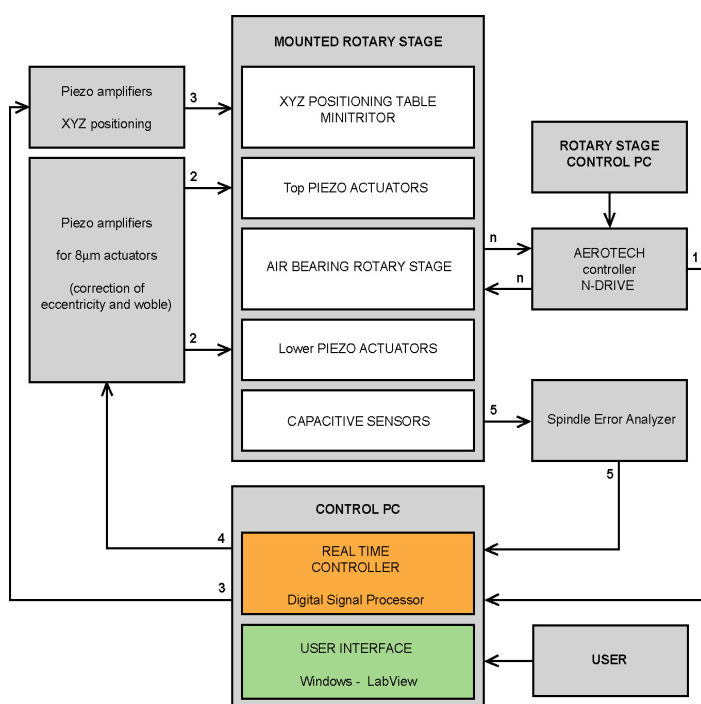 MOUNTED ROTARY STAGE
Piezo amplifiers
XYZ positioning
3
XYZ POSITIONING TABLE
MINITRITOR
2
Top PIEZO ACTUATORS
Piezo amplifiers
for 8µm actuators
(correction of
eccentricity and woble)
AIR BEARING ROTARY STAGE
n
n
ROTARY STAGE
CONTROL PC
AEROTECH
controller
N-DRIVE
1
2
Lower PIEZO ACTUATORS
CAPACITIVE SENSORS
5
Spindle Error Analyzer
5
CONTROL PC
4
REAL TIME
CONTROLLER
Digital Signal Processor
3
USER INTERFACE
Windows - LabView
USER